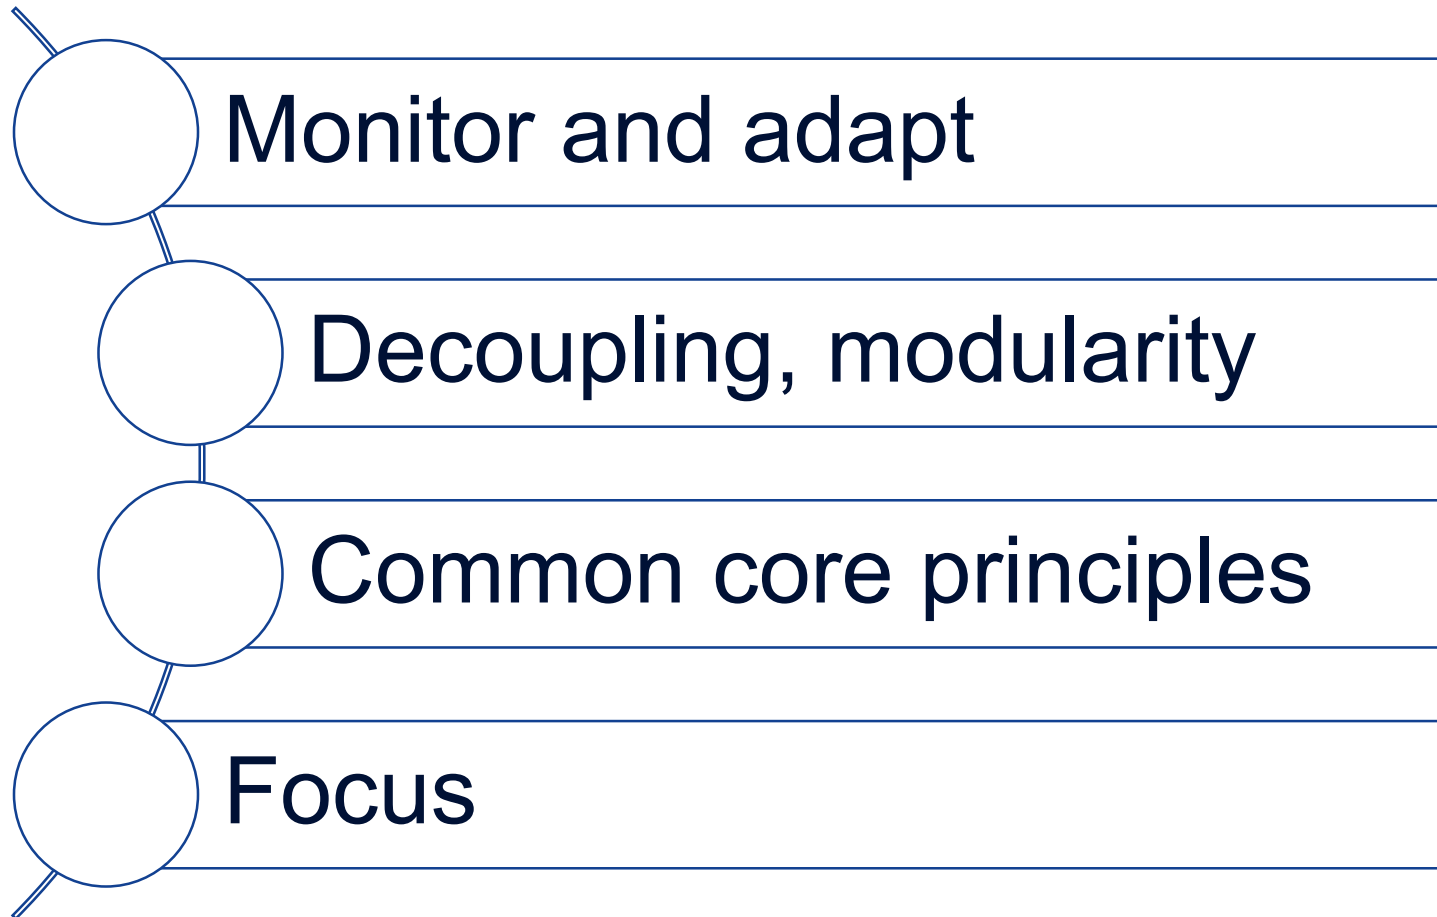 Monitor and adapt
Decoupling, modularity
Common core principles
Focus